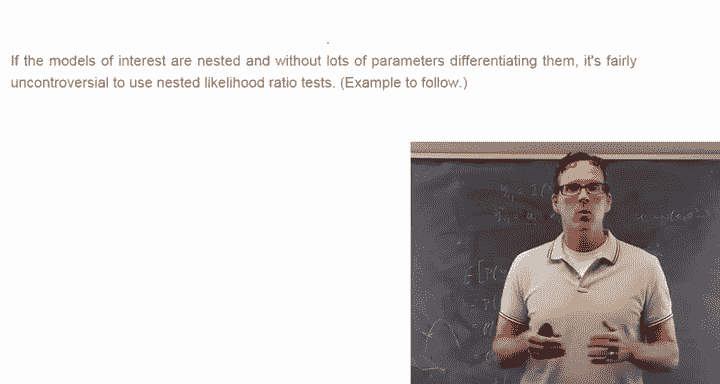 If the models of interest are nested and without lots of parameters differentiating them, it's fairly
uncontroversial to use nested likelihood ratio tests. (Example to follow.)